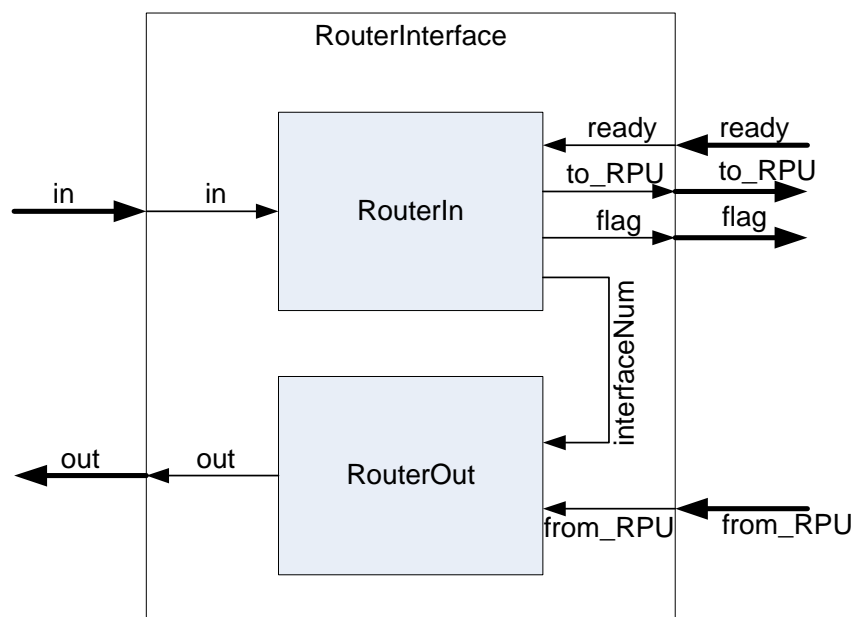 RouterInterface
ready
ready
to_RPU
to_RPU
in
in
RouterIn
flag
flag
interfaceNum
out
out
RouterOut
from_RPU
from_RPU